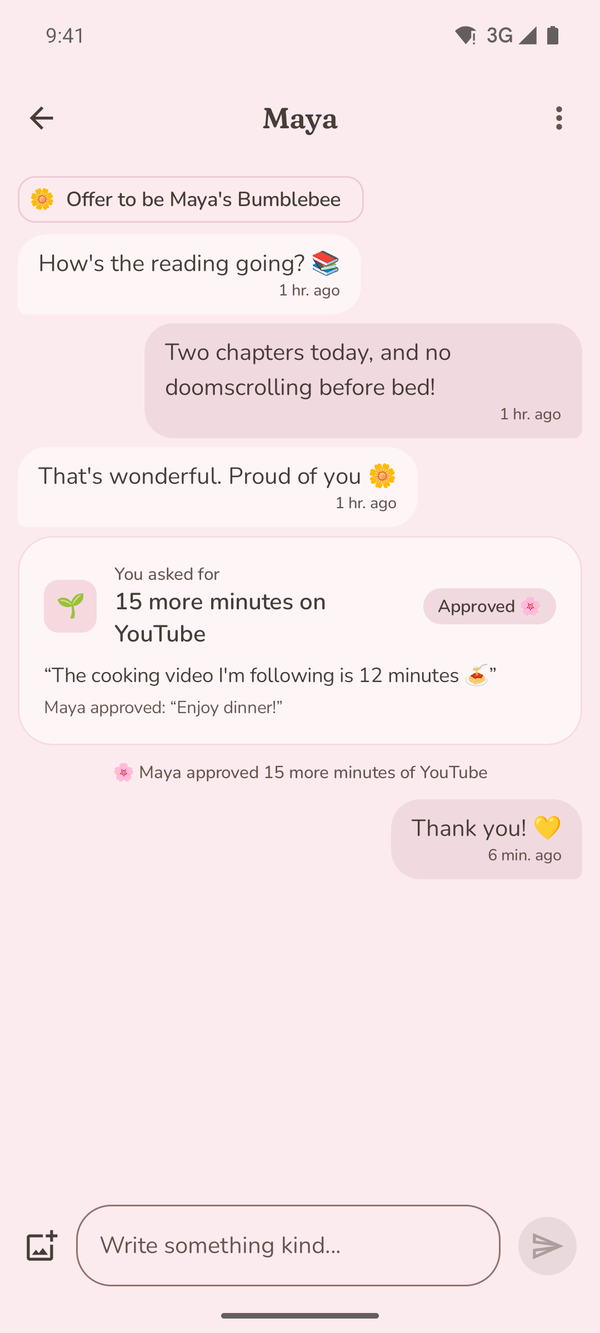 9:41
3G
Maya
🌼 Offer to be Maya's Bumblebee
How's the reading going? 📚
1 hr. ago
Two chapters today, and no
doomscrolling before bed!
1 hr. ago
That's wonderful. Proud of you 🌼
1 hr. ago
You asked for
15 more minutes on
YouTube
Approved 🌸
“The cooking video I'm following is 12 minutes 🍝”
Maya approved: “Enjoy dinner!”
🌸 Maya approved 15 more minutes of YouTube
Thank you! 💛
6 min. ago
Write something kind...